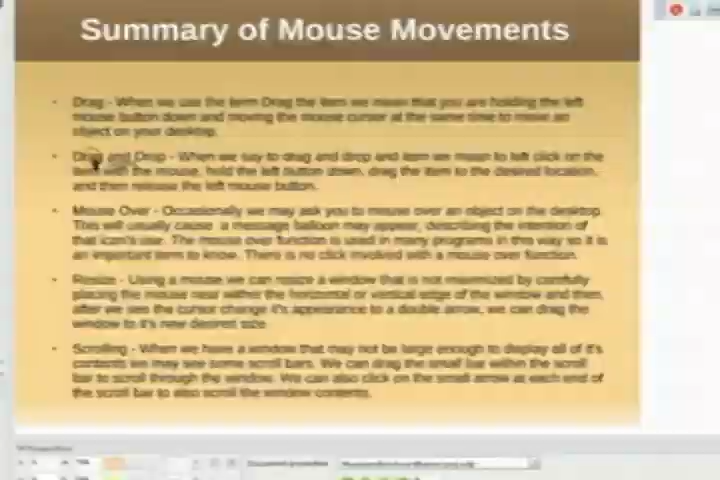 Summary of Mouse Movements
Drag - When we use the term Drag the item we mean that you are holding the left
mouse button down and moving the mouse cursor at the same time to move an
object on your desktop.
Drag and Drop - When we say to drag and drop and item we mean to left click on the
item with the mouse, hold the left button down, drag the item to the desired location,
and then release the left mouse button.
Mouse Over - Occasionally we may ask you to mouse over an object on the desktop.
This will usually cause a message balloon may appear, describing the intention of
that icon's use. The mouse over function is used in many programs in this way so it is
an important term to know. There is no click involved with a mouse over function.
Resize - Using a mouse we can resize a window that is not minimized by carefully
placing the mouse near within the horizontal or vertical edge of the window and then,
after we see the cursor change it's appearance to a double arrow, we can drag the
window to it's new desired size.
Scrolling - When we have a window that may not be large enough to display all of it's
contents we may see some scroll bars. We can drag the small bar within the scroll
bar to scroll through the window. We can also click on the small arrow at each end of
the scroll bar to also scroll the window contents.